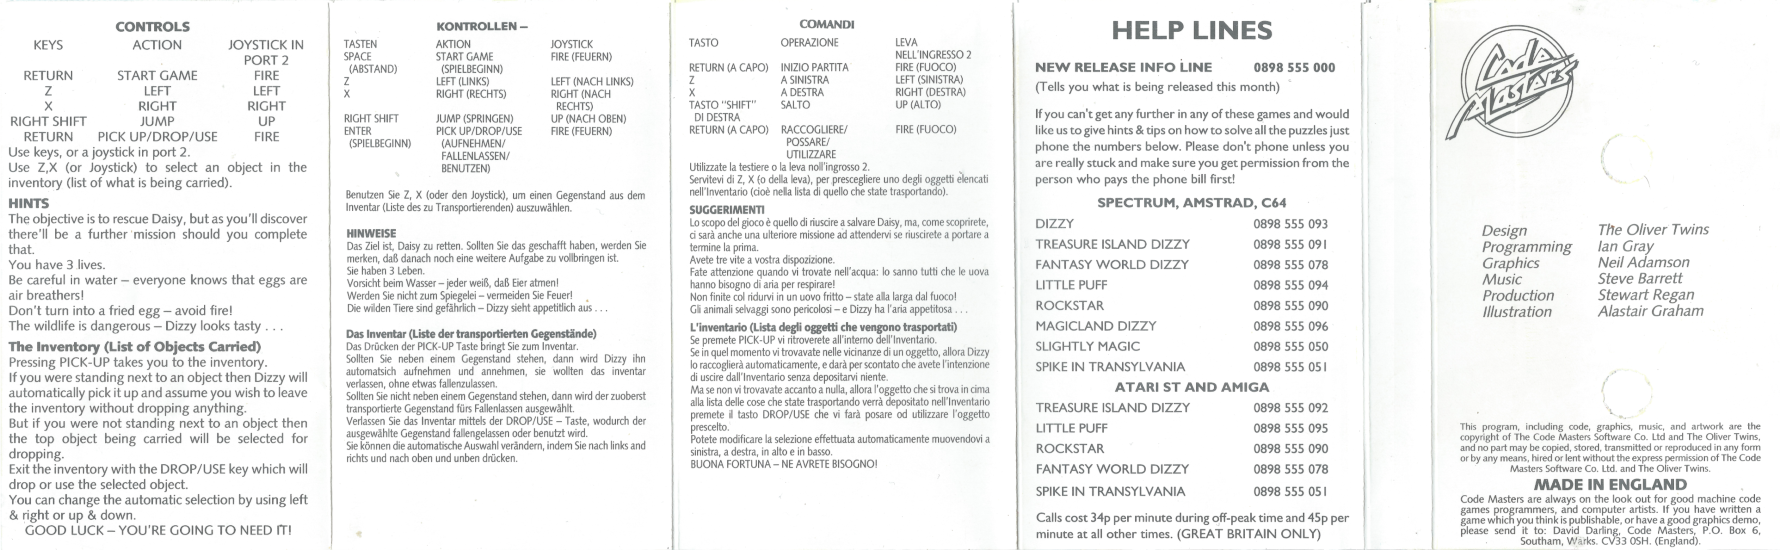 CONTROLS
KEYS ACTION JOYSTICK IN
PORT 2
RETURN START GAME FIRE
Z LEFT LEFT
X RIGHT RIGHT
RIGHT SHIFT JUMP UP
RETURN PICK UP/DROP/USE FIRE
Use keys, or a joystick in port 2.
Use Z,X (or Joystick) to select an object in the
inventory (list of what is being carried).
HINTS
The objective is to rescue Daisy, but as you'll discover
there'll be a further mission should you complete
that.
You have 3 lives.
Be careful in water – everyone knows that eggs are
air breathers!
Don't turn into a fried egg – avoid fire!
The wildlife is dangerous – Dizzy looks tasty . . .
The Inventory (List of Objects Carried)
Pressing PICK-UP takes you to the inventory.
If you were standing next to an object then Dizzy will
automatically pick it up and assume you wish to leave
the inventory without dropping anything.
But if you were not standing next to an object then
the top object being carried will be selected for
dropping.
Exit the inventory with the DROP/USE key which will
drop or use the selected object.
You can change the automatic selection by using left
& right or up & down.
GOOD LUCK – YOU'RE GOING TO NEED IT!
KONTROLLEN –
TASTEN AKTION JOYSTICK
SPACE START GAME FIRE (FEUERN)
(ABSTAND) (SPIELBEGINN)
Z LEFT (LINKS) LEFT (NACH LINKS)
X RIGHT (RECHTS) RIGHT (NACH
RECHTS)
RIGHT SHIFT JUMP (SPRINGEN) UP (NACH OBEN)
ENTER PICK UP/DROP/USE FIRE (FEUERN)
(SPIELBEGINN) (AUFNEHMEN/
FALLENLASSEN/
BENUTZEN)
Benutzen Sie Z, X (oder den Joystick), um einen Gegenstand aus dem
Inventar (Liste des zu Transportierenden) auszuwählen.
HINWEISE
Das Ziel ist, Daisy zu retten. Sollten Sie das geschafft haben, werden Sie
merken, daß danach noch eine weitere Aufgabe zu vollbringen ist.
Sie haben 3 Leben.
Vorsicht beim Wasser – jeder weiß, daß Eier atmen!
Werden Sie nicht zum Spiegelei – vermeiden Sie Feuer!
Die wilden Tiere sind gefährlich – Dizzy sieht appetitlich aus . . .
Das Inventar (Liste der transportierten Gegenstände)
Das Drücken der PICK-UP Taste bringt Sie zum Inventar.
Sollten Sie neben einem Gegenstand stehen, dann wird Dizzy ihn
automatsich aufnehmen und annehmen, sie wollten das inventar
verlassen, ohne etwas fallenzulassen.
Sollten Sie nicht neben einem Gegenstand stehen, dann wird der zuoberst
transportierte Gegenstand fürs Fallenlassen ausgewählt.
Verlassen Sie das Inventar mittels der DROP/USE – Taste, wodurch der
ausgewählte Gegenstand fallengelassen oder benutzt wird.
Sie können die automatische Auswahl verändern, indem Sie nach links and
richts und nach oben und unben drücken.
COMANDI
TASTO OPERAZIONE LEVA
NELL'INGRESSO 2
RETURN (A CAPO) INIZIO PARTITA FIRE (FUOCO)
Z A SINISTRA LEFT (SINISTRA)
X A DESTRA RIGHT (DESTRA)
TASTO "SHIFT" SALTO UP (ALTO)
DI DESTRA
RETURN (A CAPO) RACCOGLIERE/ FIRE (FUOCO)
POSSARE/
UTILIZZARE
Utilizzate la testiere o la leva noll'ingrosso 2.
Servitevi di Z, X (o della leva), per prescegliere uno degli oggetti elencati
nell'Inventario (cioè nella lista di quello che state trasportando).
SUGGERIMENTI
Lo scopo del gioco è quello di riuscire a salvare Daisy, ma, come scoprirete,
ci sarà anche una ulteriore missione ad attendervi se riuscirete a portare a
termine la prima.
Avete tre vite a vostra dispozizione.
Fate attenzione quando vi trovate nell'acqua: lo sanno tutti che le uova
hanno bisogno di aria per respirare!
Non finite col ridurvi in un uovo fritto – state alla larga dal fuoco!
Gli animali selvaggi sono pericolosi – e Dizzy ha l'aria appetitosa . . .
L'inventario (Lista degli oggetti che vengono trasportati)
Se premete PICK-UP vi ritroverete all'interno dell'Inventario.
Se in quel momento vi trovavate nelle vicinanze di un oggetto, allora Dizzy
lo raccoglierà automaticamente, e darà per scontato che avete l'intenzione
di uscire dall'Inventario senza depositarvi niente.
Ma se non vi trovavate accanto a nulla, allora l'oggetto che si trova in cima
alla lista delle cose che state trasportando verrà depositato nell'Inventario
premete il tasto DROP/USE che vi farà posare od utilizzare l'oggetto
prescelto.
Potete modificare la selezione effettuata automaticamente muovendovi a
sinistra, a destra, in alto e in basso.
BUONA FORTUNA – NE AVRETE BISOGNO!
HELP LINES
NEW RELEASE INFO LINE 0898 555 000
(Tells you what is being released this month)
If you can't get any further in any of these games and would
like us to give hints & tips on how to solve all the puzzles just
phone the numbers below. Please don't phone unless you
are really stuck and make sure you get permission from the
person who pays the phone bill first!
SPECTRUM, AMSTRAD, C64
DIZZY 0898 555 093
TREASURE ISLAND DIZZY 0898 555 091
FANTASY WORLD DIZZY 0898 555 078
LITTLE PUFF 0898 555 094
ROCKSTAR 0898 555 090
MAGICLAND DIZZY 0898 555 096
SLIGHTLY MAGIC 0898 555 050
SPIKE IN TRANSYLVANIA 0898 555 051
ATARI ST AND AMIGA
TREASURE ISLAND DIZZY 0898 555 092
LITTLE PUFF 0898 555 095
ROCKSTAR 0898 555 090
FANTASY WORLD DIZZY 0898 555 078
SPIKE IN TRANSYLVANIA 0898 555 051
Calls cost 34p per minute during off-peak time and 45p per
minute at all other times. (GREAT BRITAIN ONLY)
Code
Masters
Design The Oliver Twins
Programming Ian Gray
Graphics Neil Adamson
Music Steve Barrett
Production Stewart Regan
Illustration Alastair Graham
This program, including code, graphics, music, and artwork are the
copyright of The Code Masters Software Co. Ltd and The Oliver Twins,
and no part may be copied, stored, transmitted or reproduced in any form
or by any means, hired or lent without the express permission of The Code
Masters Software Co. Ltd. and The Oliver Twins.
MADE IN ENGLAND
Code Masters are always on the look out for good machine code
games programmers, and computer artists. If you have written a
game which you think is publishable, or have a good graphics demo,
please send it to: David Darling, Code Masters, P.O. Box 6,
Southam, Warks. CV33 0SH. (England).